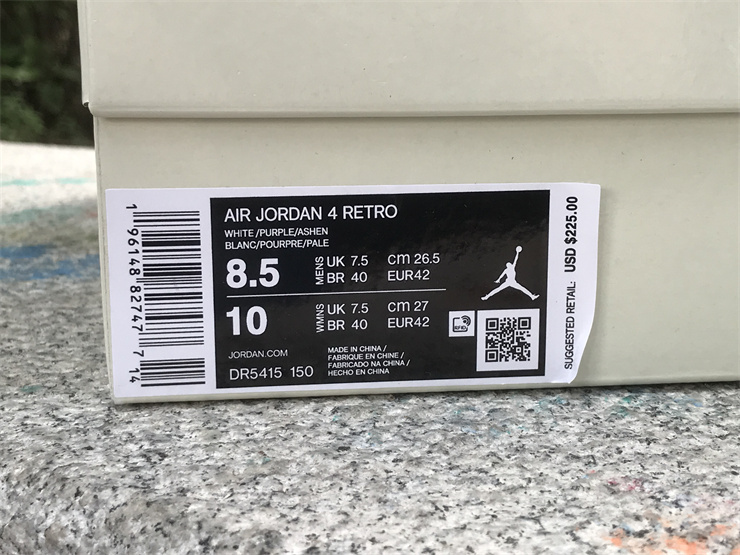 1 96148 82747 7 14
AIR JORDAN 4 RETRO
WHITE /PURPLE/ASHEN
BLANC/POURPRE/PALE
8.5 MENS UK 7.5 cm 26.5
BR 40 EUR42
10 WMNS UK 7.5 cm 27
BR 40 EUR42
JORDAN.COM
DR5415 150
MADE IN CHINA /
FABRIQUE EN CHINE /
FABRICADO NA CHINA /
HECHO EN CHINA
RFID
SUGGESTED RETAIL: USD $225.00